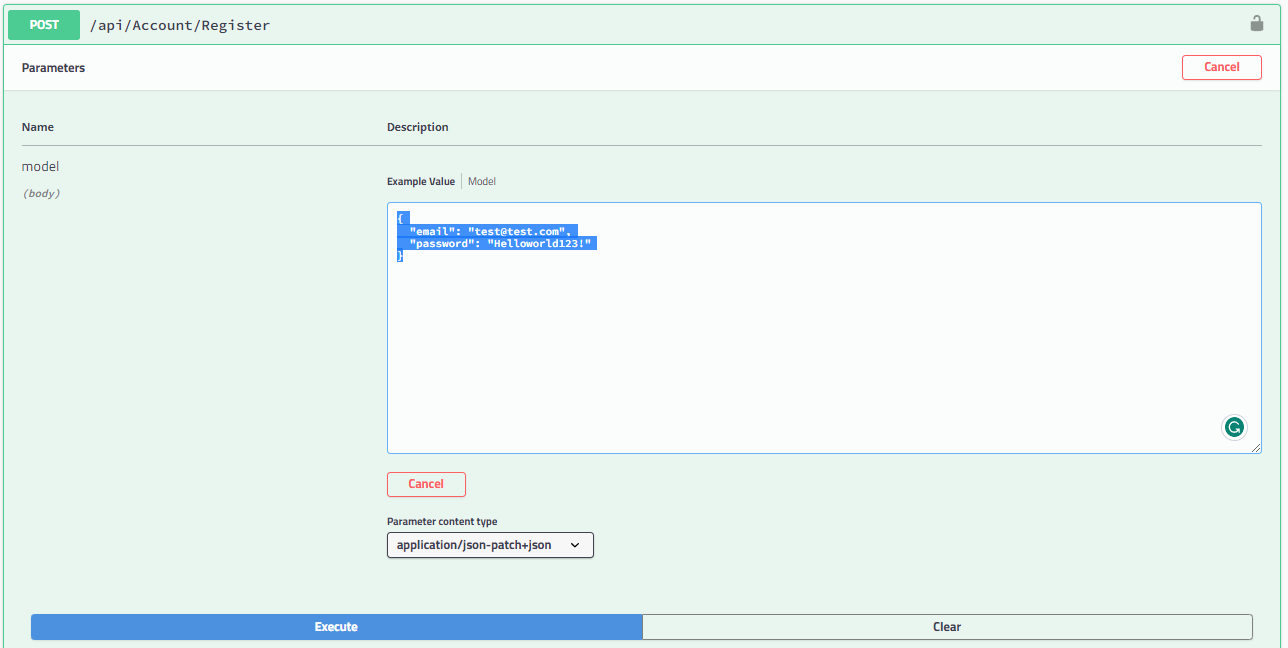 POST /api/Account/Register
Parameters Cancel
Name Description
model
(body)
Example Value Model
{
"email": "test@test.com",
"password": "Helloworld123!"
}
Cancel
Parameter content type
application/json-patch+json
Execute Clear